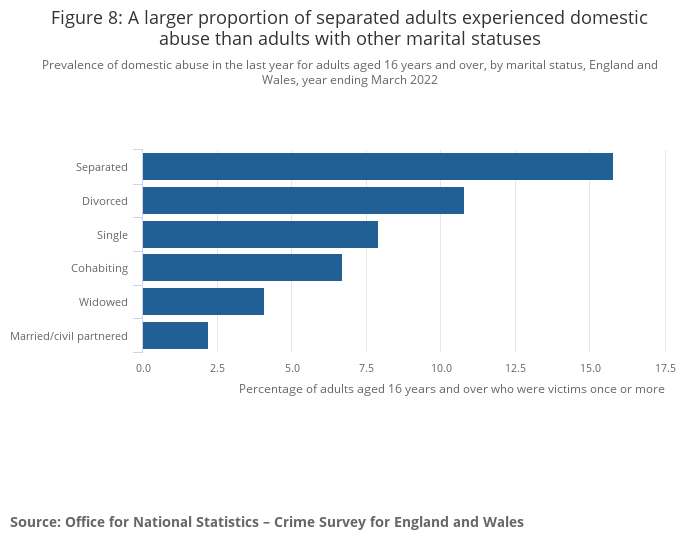 Figure 8: A larger proportion of separated adults experienced domestic
abuse than adults with other marital statuses
Prevalence of domestic abuse in the last year for adults aged 16 years and over, by marital status, England and
Wales, year ending March 2022
Separated
Divorced
Single
Cohabiting
Widowed
Married/civil partnered
0.0 2.5 5.0 7.5 10.0 12.5 15.0 17.5
Percentage of adults aged 16 years and over who were victims once or more
Source: Office for National Statistics – Crime Survey for England and Wales